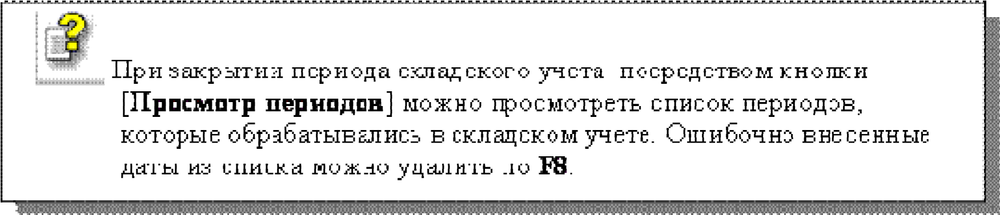 При закрытии периода складского учета посредством кнопки
[Просмотр периодов] можно просмотреть список периодов,
которые обрабатывались в складском учете. Ошибочно внесенные
даты из списка можно удалить по F8.